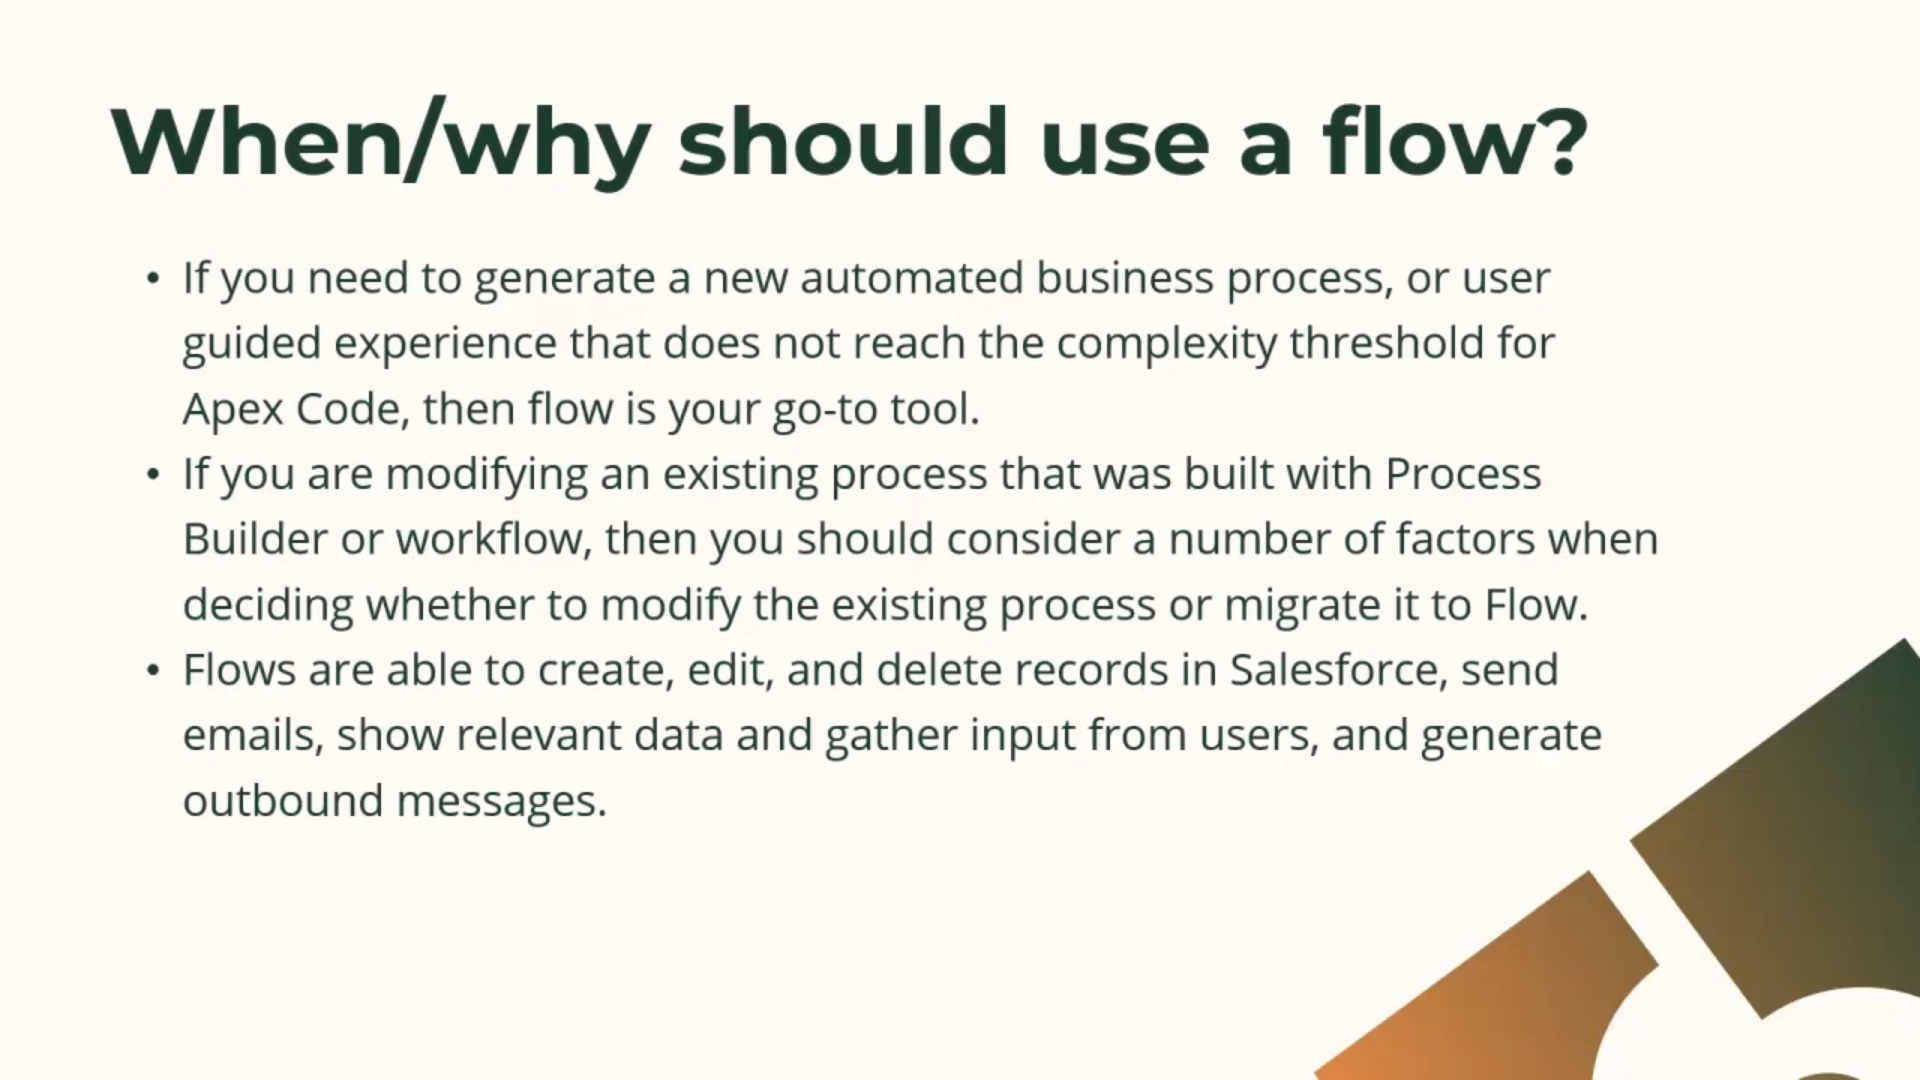 When/why should use a flow?
• If you need to generate a new automated business process, or user
guided experience that does not reach the complexity threshold for
Apex Code, then flow is your go-to tool.
• If you are modifying an existing process that was built with Process
Builder or workflow, then you should consider a number of factors when
deciding whether to modify the existing process or migrate it to Flow.
• Flows are able to create, edit, and delete records in Salesforce, send
emails, show relevant data and gather input from users, and generate
outbound messages.